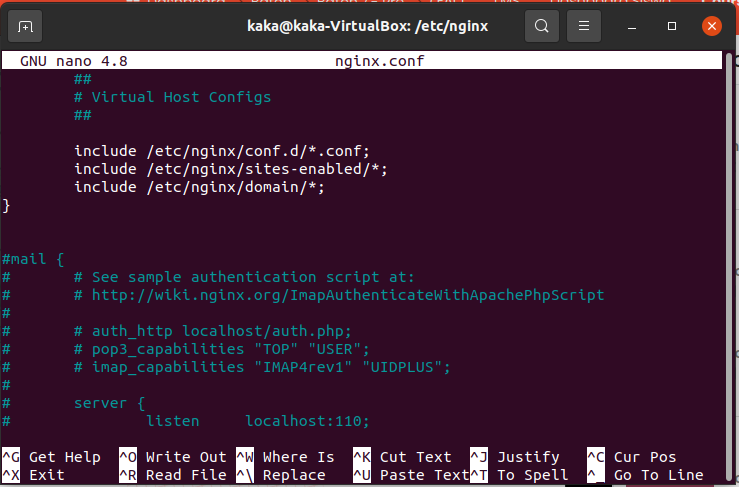 kaka@kaka-VirtualBox: /etc/nginx
GNU nano 4.8 nginx.conf
##
# Virtual Host Configs
##
include /etc/nginx/conf.d/*.conf;
include /etc/nginx/sites-enabled/*;
include /etc/nginx/domain/*;
}
#mail {
# # See sample authentication script at:
# # http://wiki.nginx.org/ImapAuthenticateWithApachePhpScript
#
# # auth_http localhost/auth.php;
# # pop3_capabilities "TOP" "USER";
# # imap_capabilities "IMAP4rev1" "UIDPLUS";
#
# server {
# listen localhost:110;
^G Get Help ^O Write Out ^W Where Is ^K Cut Text ^J Justify ^C Cur Pos
^X Exit ^R Read File ^\ Replace ^U Paste Text ^T To Spell ^_ Go To Line